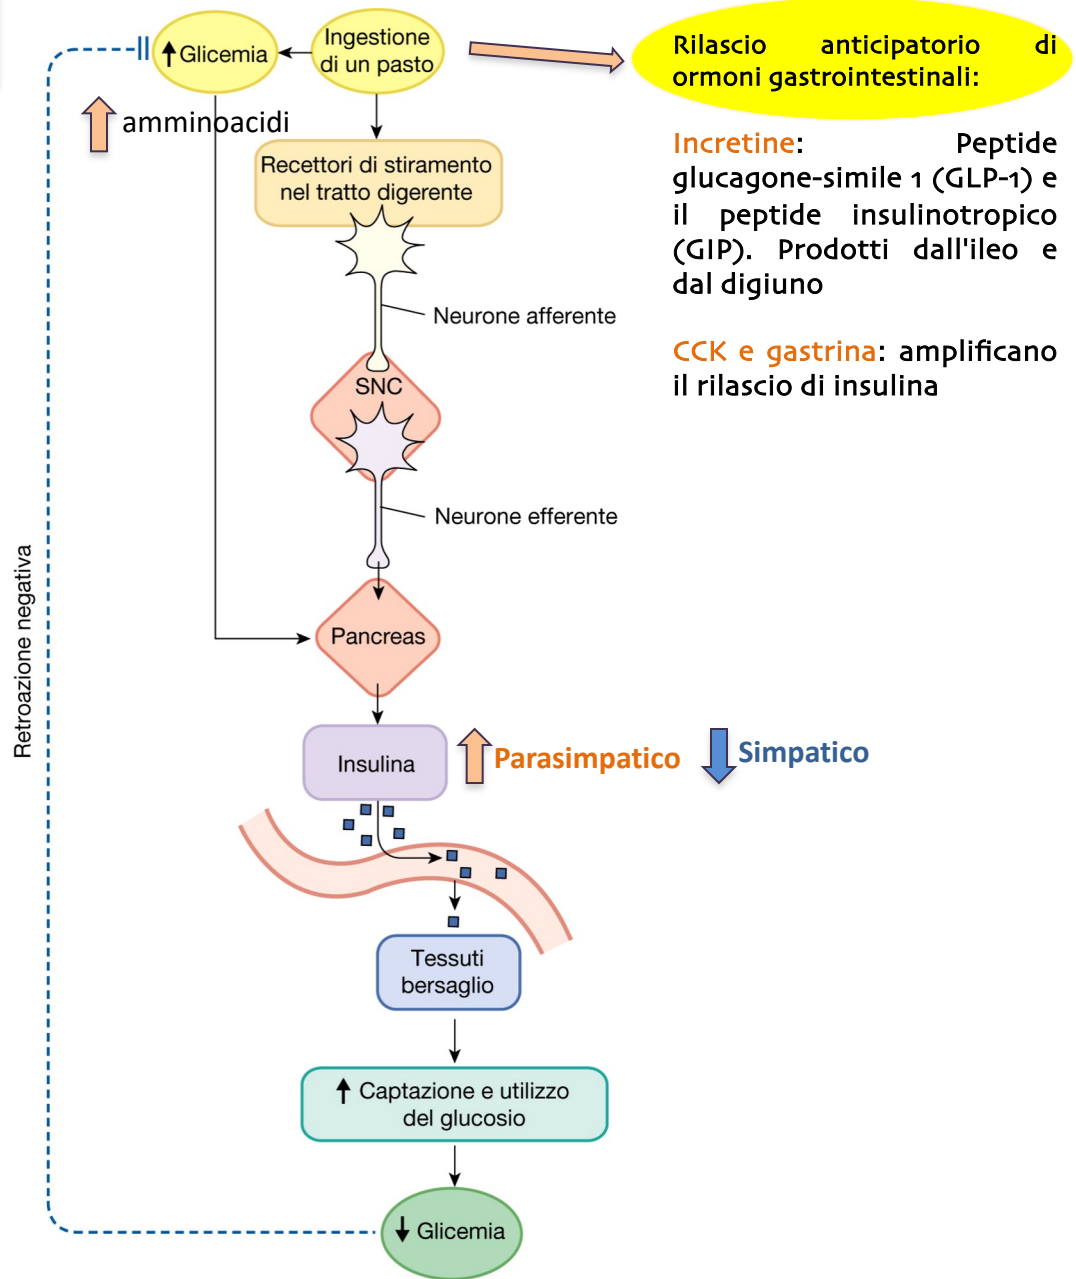 Glicemia
Ingestione
di un pasto
Rilascio anticipatorio di
ormoni gastrointestinali:
amminoacidi
Incretine: Peptide
glucagone-simile 1 (GLP-1) e
il peptide insulinotropico
(GIP). Prodotti dall'ileo e
dal digiuno
CCK e gastrina: amplificano
il rilascio di insulina
Recettori di stiramento
nel tratto digerente
Neurone afferente
SNC
Neurone efferente
Retroazione negativa
Pancreas
Insulina
Parasimpatico
Simpatico
Tessuti
bersaglio
Captazione e utilizzo
del glucosio
Glicemia